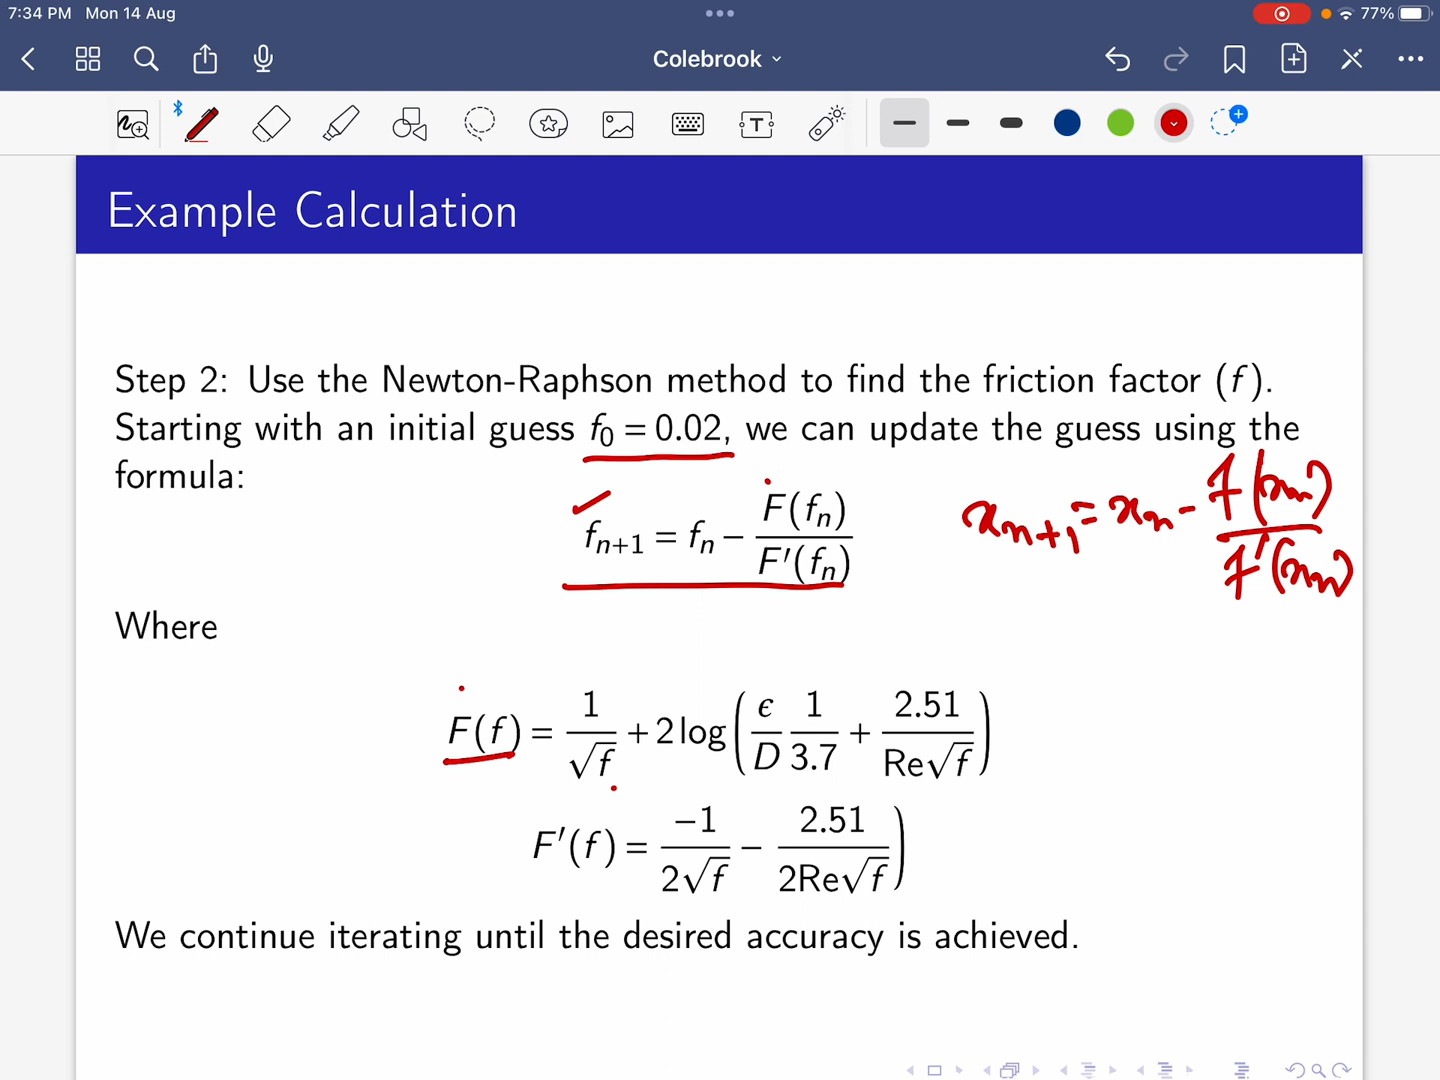 7:34 PM Mon 14 Aug
77%
Colebrook
Example Calculation
Step 2: Use the Newton-Raphson method to find the friction factor (f).
Starting with an initial guess f₀ = 0.02, we can update the guess using the
formula:
fₙ₊₁ = fₙ − F(fₙ) / F′(fₙ)
xₙ₊₁ = xₙ - f(xₙ) / f'(xₙ)
Where
F(f) = 1/√f + 2 log(ϵ/D 1/3.7 + 2.51/Re√f)
F′(f) = −1/2√f − 2.51/2Re√f)
We continue iterating until the desired accuracy is achieved.